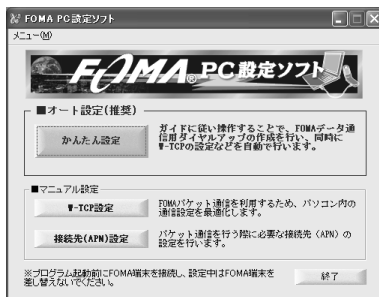 FOMA PC設定ソフト
メニュー(M)
FOMA® PC設定ソフト
■オート設定(推奨)
かんたん設定
ガイドに従い操作することで、FOMAデータ通
信用ダイヤルアップの作成を行い、同時に
W-TCPの設定などを自動で行います。
■マニュアル設定
W-TCP設定
FOMAパケット通信を利用するため、パソコン内の
通信設定を最適化します。
接続先(APN)設定
パケット通信を行う際に必要な接続先(APN)の
設定を行います。
※プログラム起動前にFOMA端末を接続し、設定中はFOMA端末を
差し替えないでください。
終了